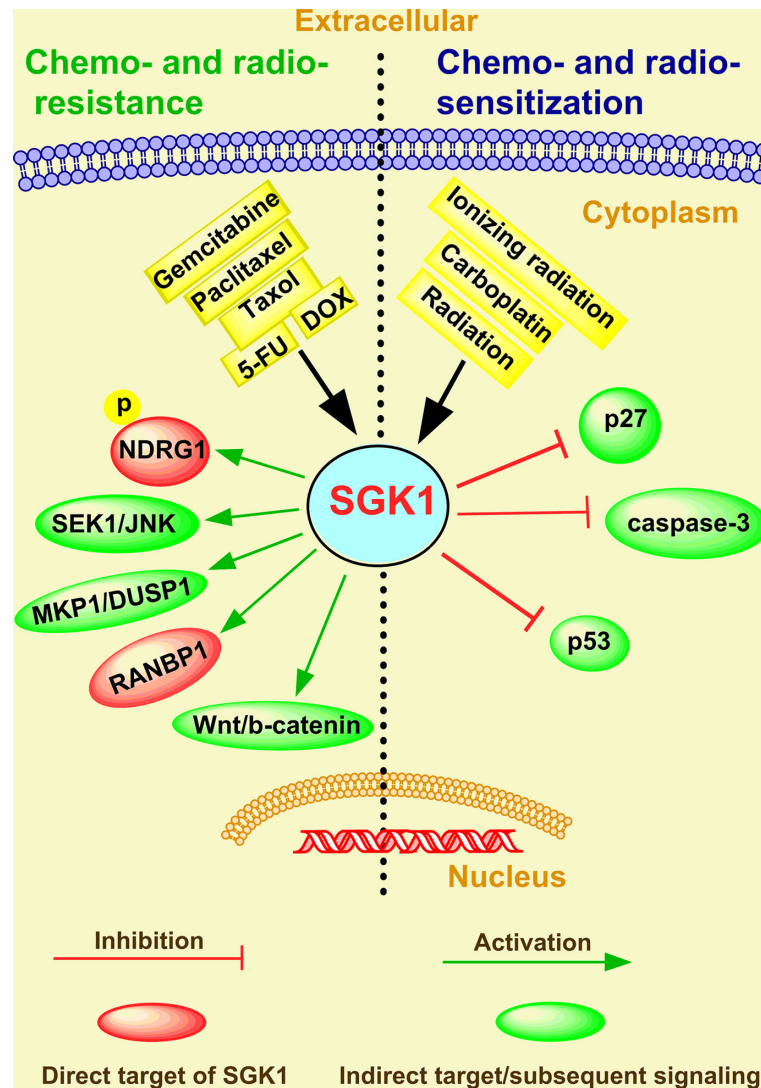 Extracellular
Chemo- and radio-
resistance
Chemo- and radio-
sensitization
Cytoplasm
Gemcitabine
Paclitaxel
Taxol
DOX
5-FU
Ionizing radiation
Carboplatin
Radiation
p
NDRG1
SEK1/JNK
MKP1/DUSP1
RANBP1
Wnt/b-catenin
SGK1
p27
caspase-3
p53
Nucleus
Inhibition
Activation
Direct target of SGK1
Indirect target/subsequent signaling